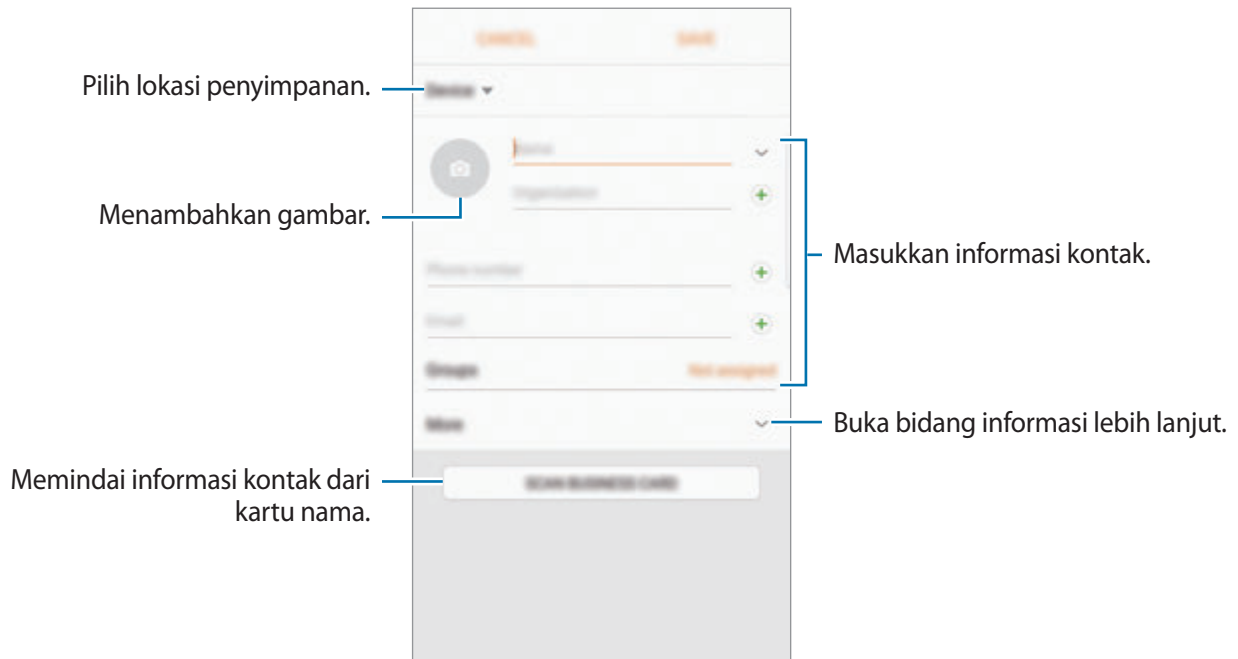 CANCEL SAVE
Pilih lokasi penyimpanan.
Device
Name
Menambahkan gambar.
Organization
Masukkan informasi kontak.
Phone number
Email
Groups Not assigned
More
Buka bidang informasi lebih lanjut.
Memindai informasi kontak dari
kartu nama.
SCAN BUSINESS CARD